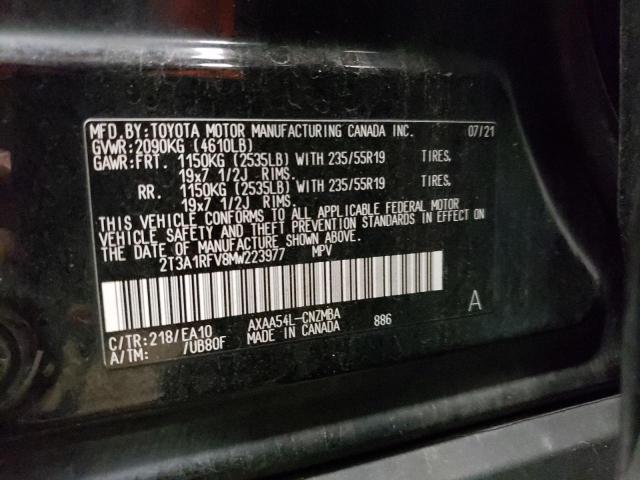 MFD.BY:TOYOTA MOTOR MANUFACTURING CANADA INC. 07/21
GVWR:2090KG (4610LB)
GAWR:FRT. 1150KG (2535LB) WITH 235/55R19 TIRES.
19x7 1/2J RIMS.
RR. 1150KG (2535LB) WITH 235/55R19 TIRES.
19x7 1/2J RIMS.
THIS VEHICLE CONFORMS TO ALL APPLICABLE FEDERAL MOTOR
VEHICLE SAFETY AND THEFT PREVENTION STANDARDS IN EFFECT ON
THE DATE OF MANUFACTURE SHOWN ABOVE.
2T3A1RFV8MW223977 MPV
A
C/TR:218/EA10 AXAA54L-CNZMBA
A/TM: /UB80F MADE IN CANADA 886